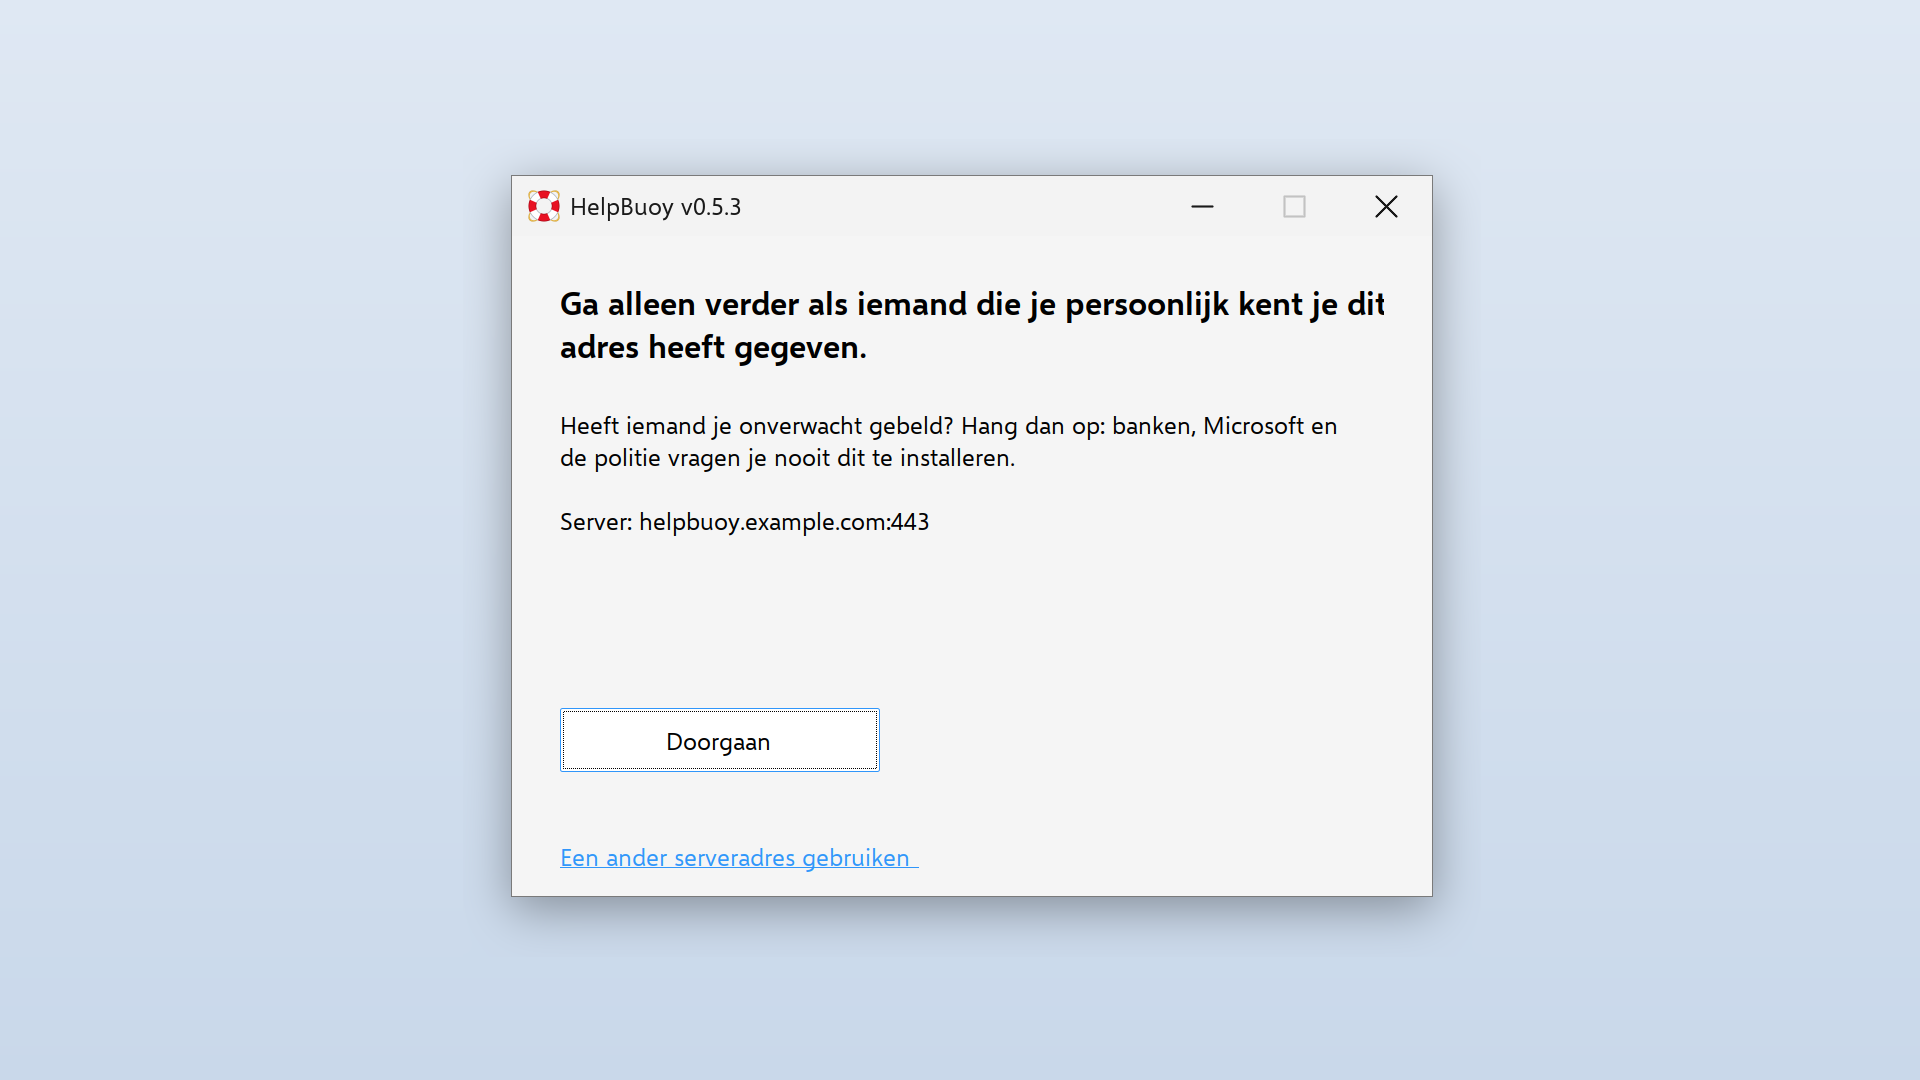 HelpBuoy v0.5.3
Ga alleen verder als iemand die je persoonlijk kent je dit
adres heeft gegeven.
Heeft iemand je onverwacht gebeld? Hang dan op: banken, Microsoft en
de politie vragen je nooit dit te installeren.
Server: helpbuoy.example.com:443
Doorgaan
Een ander serveradres gebruiken